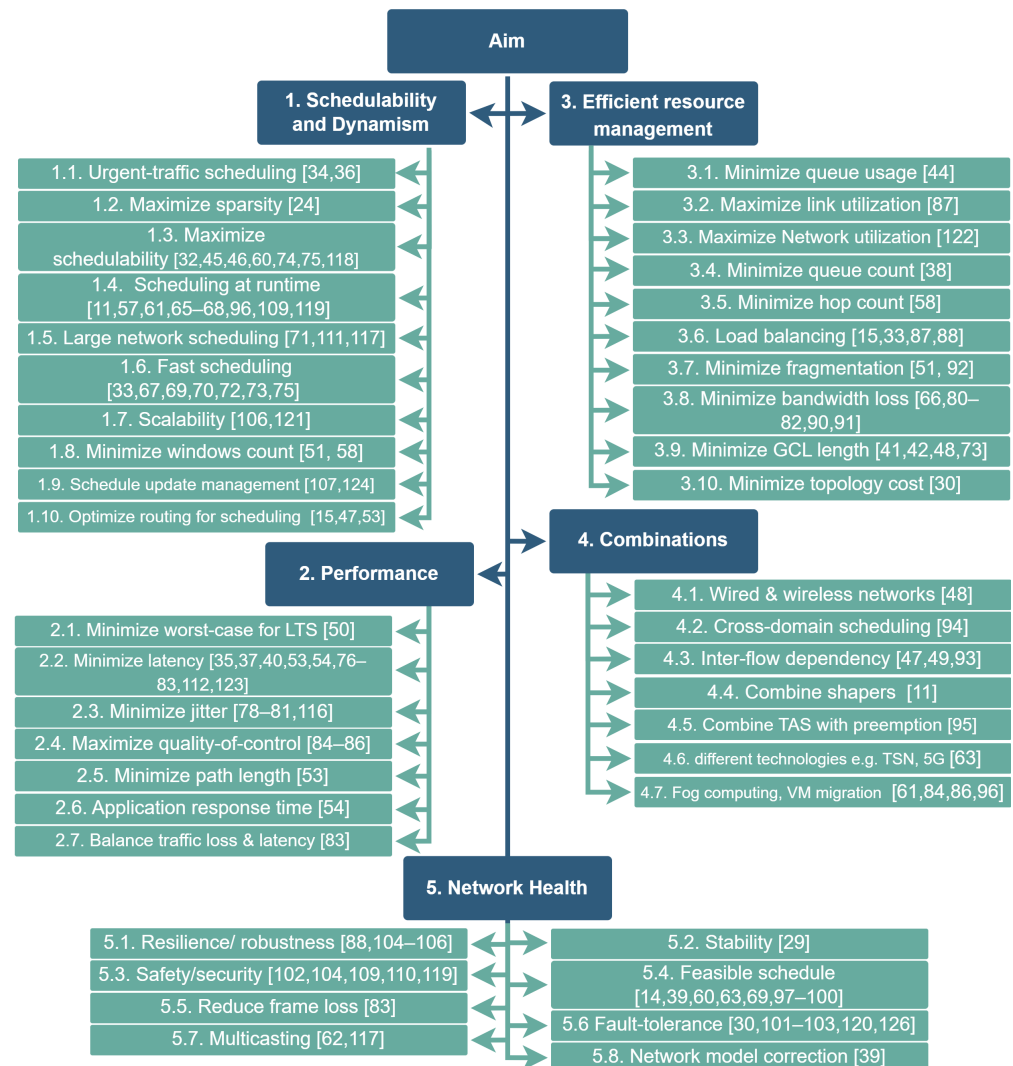 Aim
1. Schedulability
and Dynamism
1.1. Urgent-traffic scheduling [34,36]
1.2. Maximize sparsity [24]
1.3. Maximize
schedulability [32,45,46,60,74,75,118]
1.4. Scheduling at runtime
[11,57,61,65–68,96,109,119]
1.5. Large network scheduling [71,111,117]
1.6. Fast scheduling
[33,67,69,70,72,73,75]
1.7. Scalability [106,121]
1.8. Minimize windows count [51, 58]
1.9. Schedule update management [107,124]
1.10. Optimize routing for scheduling [15,47,53]
2. Performance
2.1. Minimize worst-case for LTS [50]
2.2. Minimize latency [35,37,40,53,54,76–
83,112,123]
2.3. Minimize jitter [78–81,116]
2.4. Maximize quality-of-control [84–86]
2.5. Minimize path length [53]
2.6. Application response time [54]
2.7. Balance traffic loss & latency [83]
3. Efficient resource
management
3.1. Minimize queue usage [44]
3.2. Maximize link utilization [87]
3.3. Maximize Network utilization [122]
3.4. Minimize queue count [38]
3.5. Minimize hop count [58]
3.6. Load balancing [15,33,87,88]
3.7. Minimize fragmentation [51, 92]
3.8. Minimize bandwidth loss [66,80–
82,90,91]
3.9. Minimize GCL length [41,42,48,73]
3.10. Minimize topology cost [30]
4. Combinations
4.1. Wired & wireless networks [48]
4.2. Cross-domain scheduling [94]
4.3. Inter-flow dependency [47,49,93]
4.4. Combine shapers [11]
4.5. Combine TAS with preemption [95]
4.6. different technologies e.g. TSN, 5G [63]
4.7. Fog computing, VM migration [61,84,86,96]
5. Network Health
5.1. Resilience/ robustness [88,104–106]
5.2. Stability [29]
5.3. Safety/security [102,104,109,110,119]
5.4. Feasible schedule
[14,39,60,63,69,97–100]
5.5. Reduce frame loss [83]
5.6 Fault-tolerance [30,101–103,120,126]
5.7. Multicasting [62,117]
5.8. Network model correction [39]